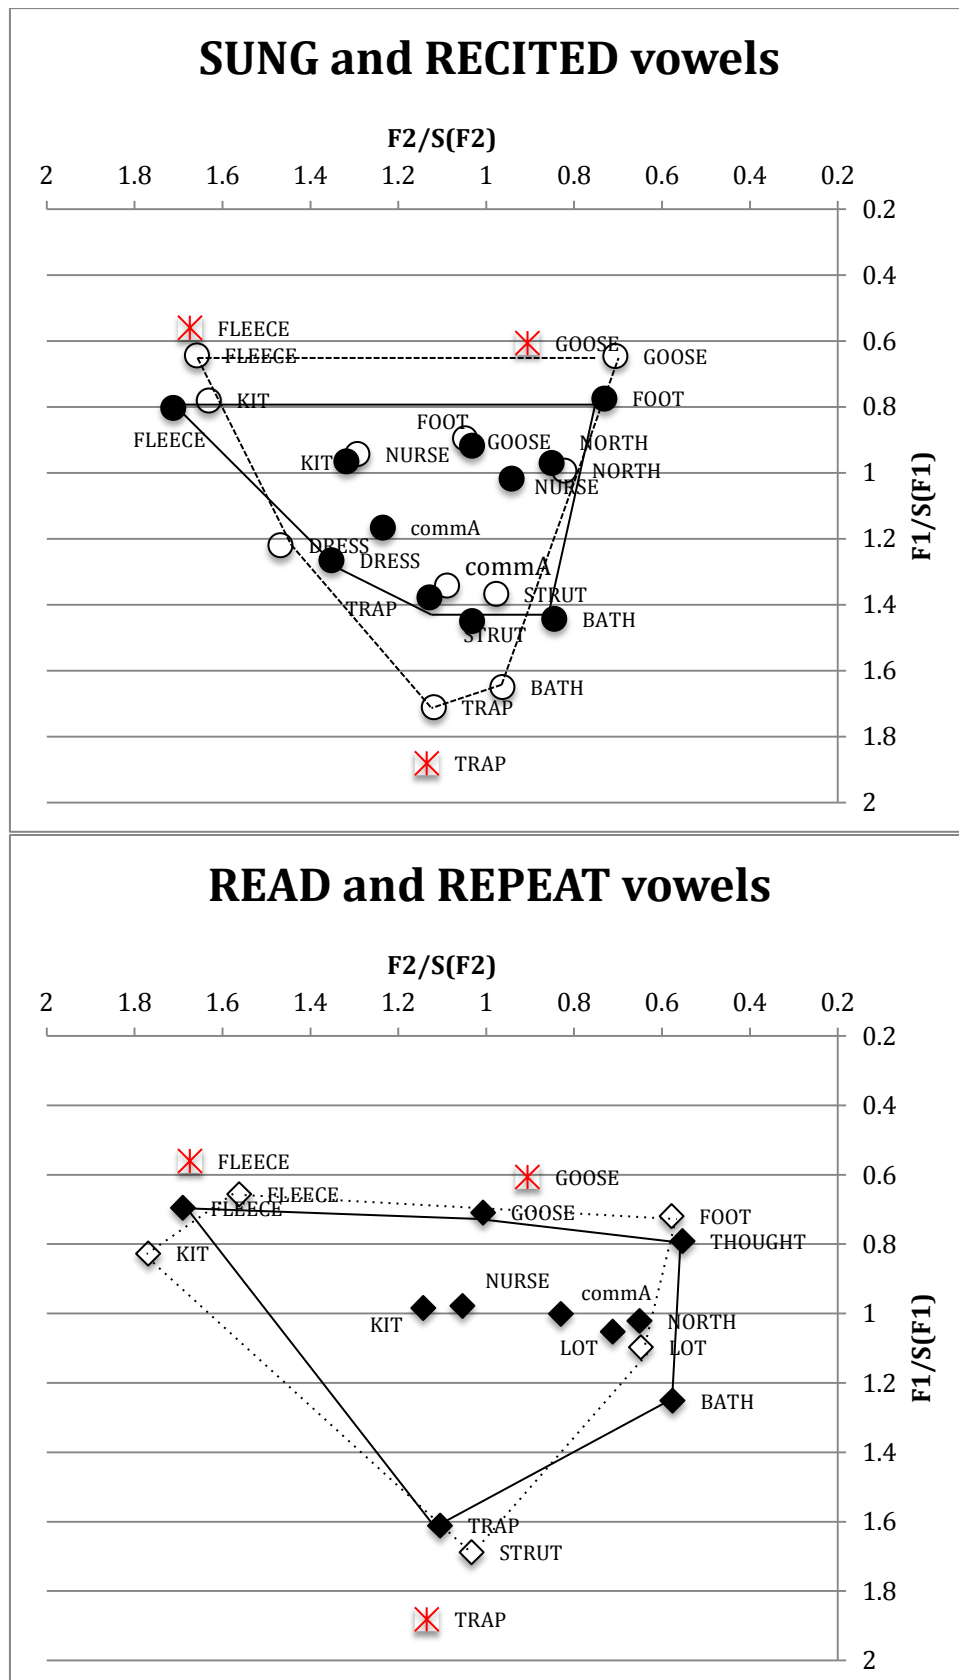 SUNG and RECITED vowels
F2/S(F2)
2 1.8 1.6 1.4 1.2 1 0.8 0.6 0.4 0.2
0.2
0.4
FLEECE GOOSE 0.6
FLEECE GOOSE
KIT FOOT 0.8
FLEECE FOOT GOOSE NORTH
KIT NURSE NORTH 1
NURSE
commA
DRESS 1.2
DRESS commA
TRAP STRUT 1.4
STRUT BATH
BATH 1.6
TRAP
TRAP 1.8
2
F1/S(F1)
READ and REPEAT vowels
F2/S(F2)
2 1.8 1.6 1.4 1.2 1 0.8 0.6 0.4 0.2
0.2
0.4
FLEECE GOOSE 0.6
FLEECE
FLEECE GOOSE FOOT
KIT THOUGHT 0.8
NURSE commA
KIT NORTH 1
LOT LOT
BATH 1.2
1.4
TRAP 1.6
STRUT
1.8
TRAP
2
F1/S(F1)